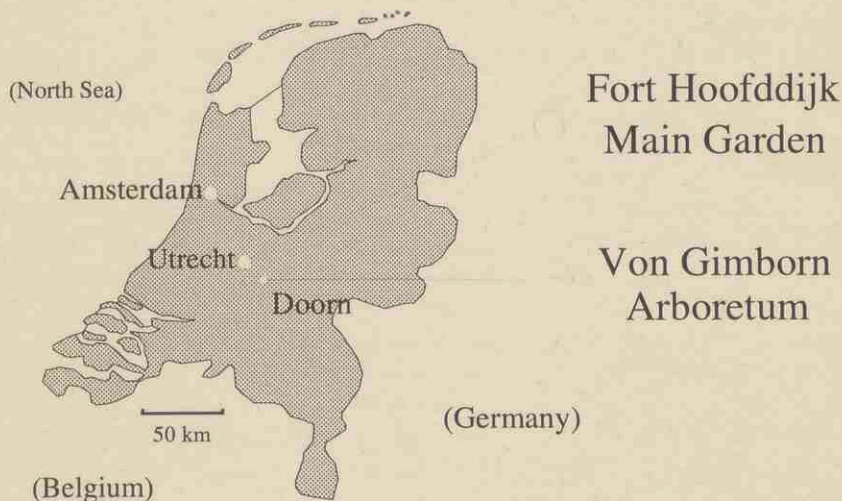 (North Sea)
Fort Hoofddijk
Main Garden
Amsterdam
Utrecht
Von Gimborn
Arboretum
Doorn
50 km
(Germany)
(Belgium)